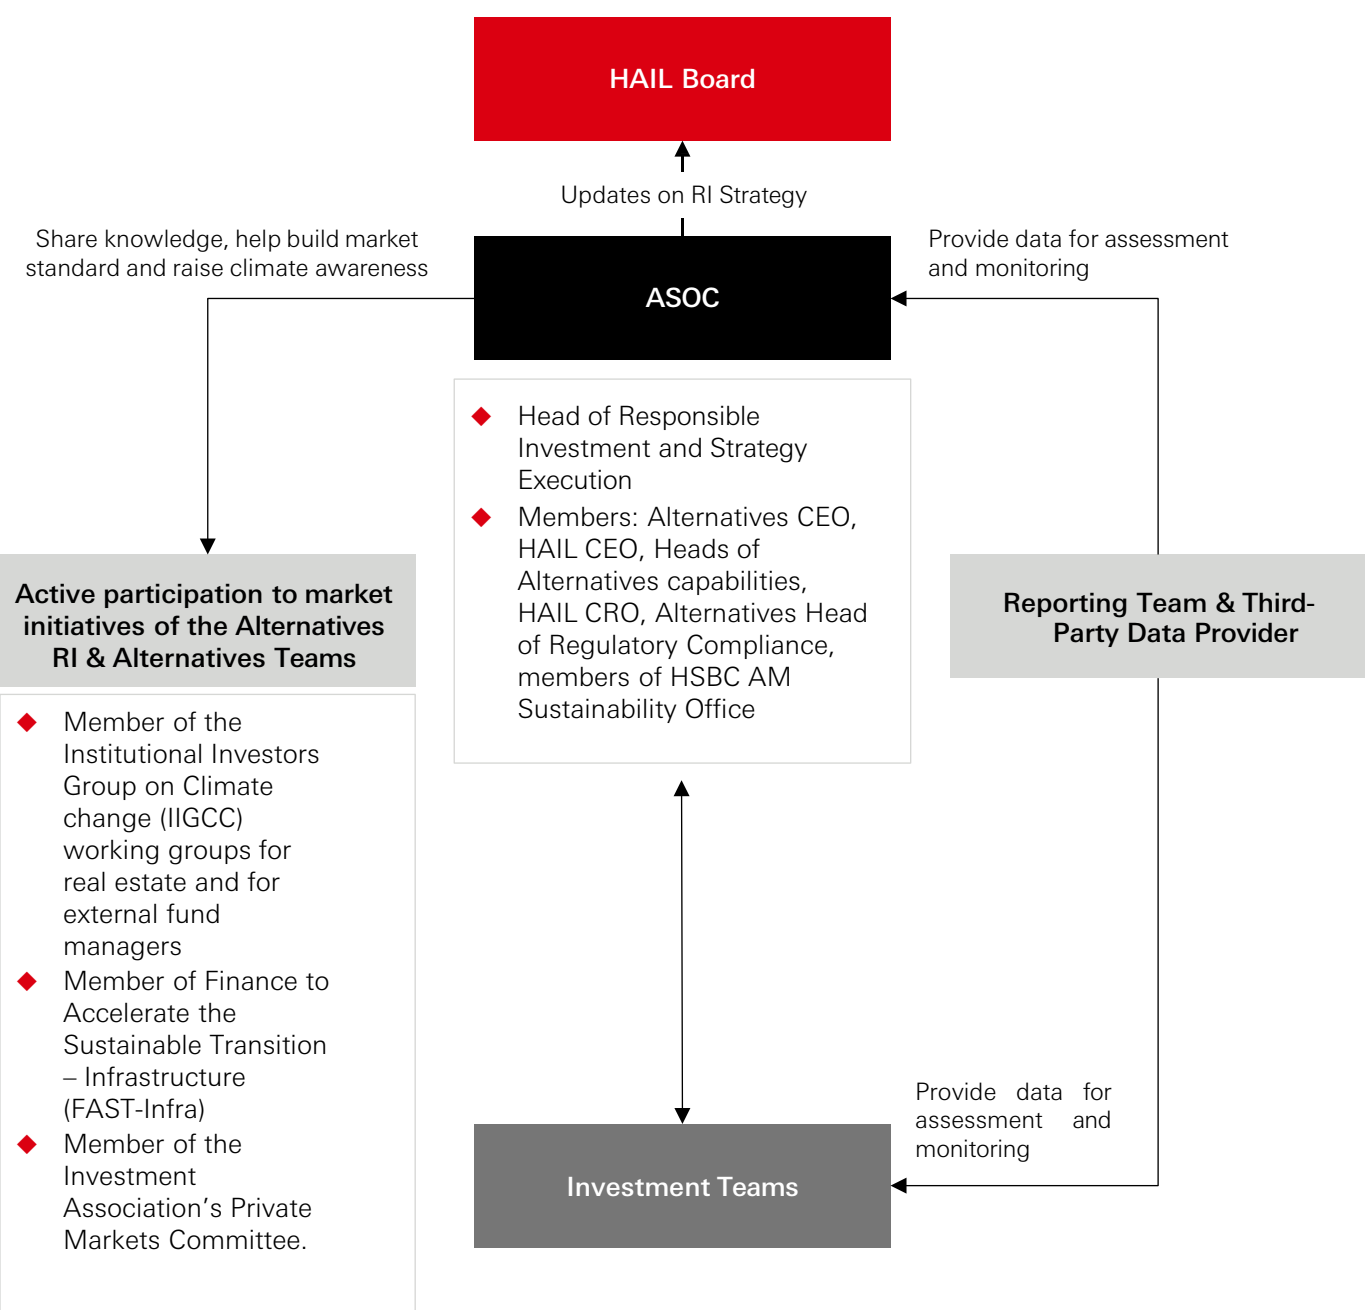 HAIL Board
Updates on RI Strategy
Share knowledge, help build market
standard and raise climate awareness
Provide data for assessment
and monitoring
ASOC
◆ Head of Responsible
Investment and Strategy
Execution
◆ Members: Alternatives CEO,
HAIL CEO, Heads of
Alternatives capabilities,
HAIL CRO, Alternatives Head
of Regulatory Compliance,
members of HSBC AM
Sustainability Office
Active participation to market
initiatives of the Alternatives
RI & Alternatives Teams
◆ Member of the
Institutional Investors
Group on Climate
change (IIGCC)
working groups for
real estate and for
external fund
managers
◆ Member of Finance to
Accelerate the
Sustainable Transition
– Infrastructure
(FAST-Infra)
◆ Member of the
Investment
Association’s Private
Markets Committee.
Reporting Team & Third-
Party Data Provider
Provide data for
assessment and
monitoring
Investment Teams